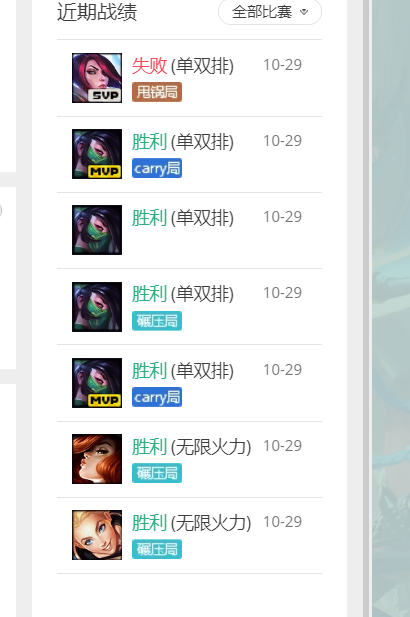 近期战绩 全部比赛
失败 (单双排) 10-29
SVP 甩锅局
胜利 (单双排) 10-29
MVP carry局
胜利 (单双排) 10-29
胜利 (单双排) 10-29
碾压局
胜利 (单双排) 10-29
MVP carry局
胜利 (无限火力) 10-29
碾压局
胜利 (无限火力) 10-29
碾压局